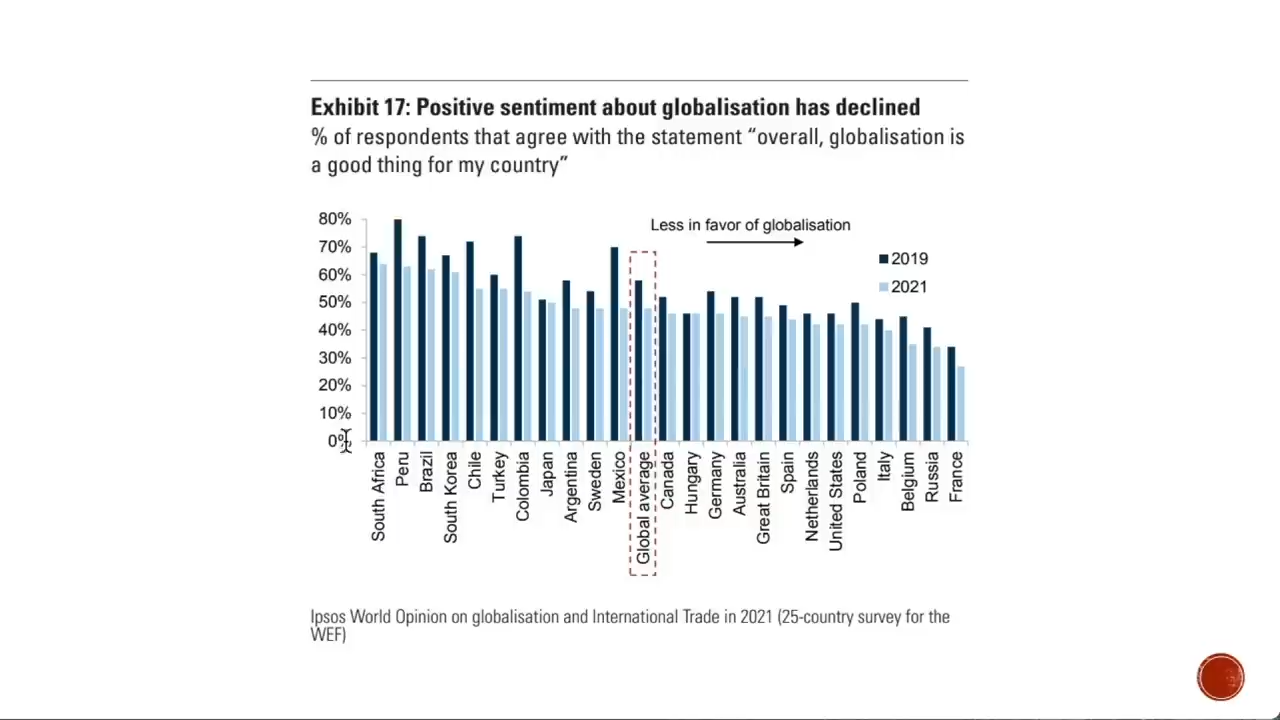 Exhibit 17: Positive sentiment about globalisation has declined
% of respondents that agree with the statement “overall, globalisation is
a good thing for my country”
80%
70%
60%
50%
40%
30%
20%
10%
0%
Less in favor of globalisation
2019
2021
South Africa
Peru
Brazil
South Korea
Chile
Turkey
Colombia
Japan
Argentina
Sweden
Mexico
Global average
Canada
Hungary
Germany
Australia
Great Britain
Spain
Netherlands
United States
Poland
Italy
Belgium
Russia
France
Ipsos World Opinion on globalisation and International Trade in 2021 (25-country survey for the
WEF)